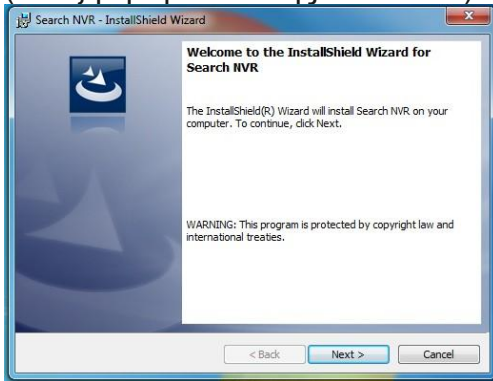 Search NVR - InstallShield Wizard
Welcome to the InstallShield Wizard for
Search NVR
The InstallShield(R) Wizard will install Search NVR on your
computer. To continue, click Next.
WARNING: This program is protected by copyright law and
international treaties.
< Back
Next >
Cancel